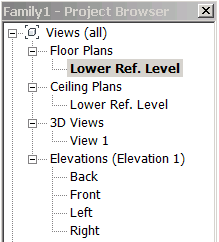 Family1 - Project Browser
Views (all)
Floor Plans
Lower Ref. Level
Ceiling Plans
Lower Ref. Level
3D Views
View 1
Elevations (Elevation 1)
Back
Front
Left
Right